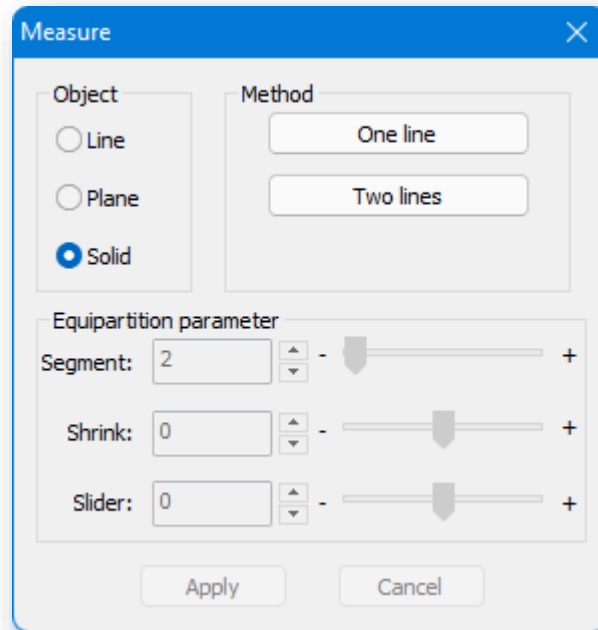 Measure
Object
Line
Plane
Solid
Method
One line
Two lines
Equipartition parameter
Segment: 2 - +
Shrink: 0 - +
Slider: 0 - +
Apply Cancel